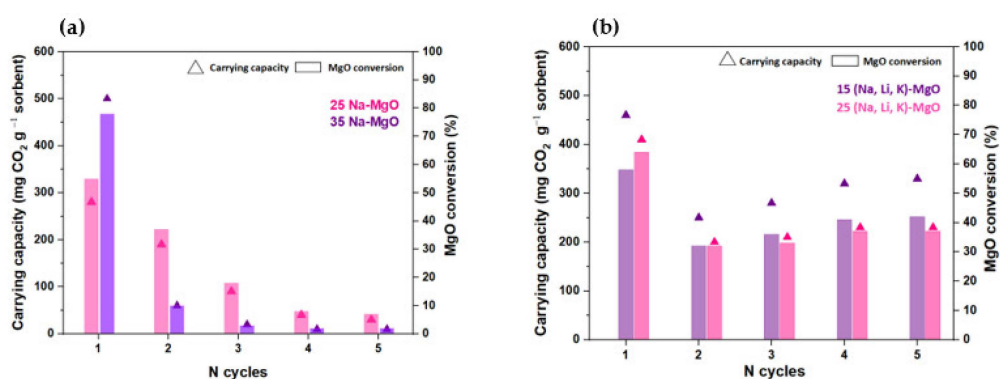 (a)
Carrying capacity (mg CO₂ g⁻¹ sorbent)
600
500
400
300
200
100
0
Carrying capacity MgO conversion
25 Na-MgO
35 Na-MgO
100
90
80
70
60
50
40
30
20
10
0
MgO conversion (%)
1 2 3 4 5
N cycles
(b)
Carrying capacity (mg CO₂ g⁻¹ sorbent)
600
500
400
300
200
100
0
Carrying capacity MgO conversion
15 (Na, Li, K)-MgO
25 (Na, Li, K)-MgO
100
90
80
70
60
50
40
30
20
10
0
MgO conversion (%)
1 2 3 4 5
N cycles